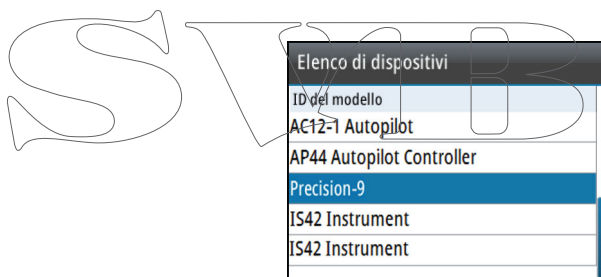 SVB
Elenco di dispositivi
ID del modello
AC12-1 Autopilot
AP44 Autopilot Controller
Precision-9
IS42 Instrument
IS42 Instrument